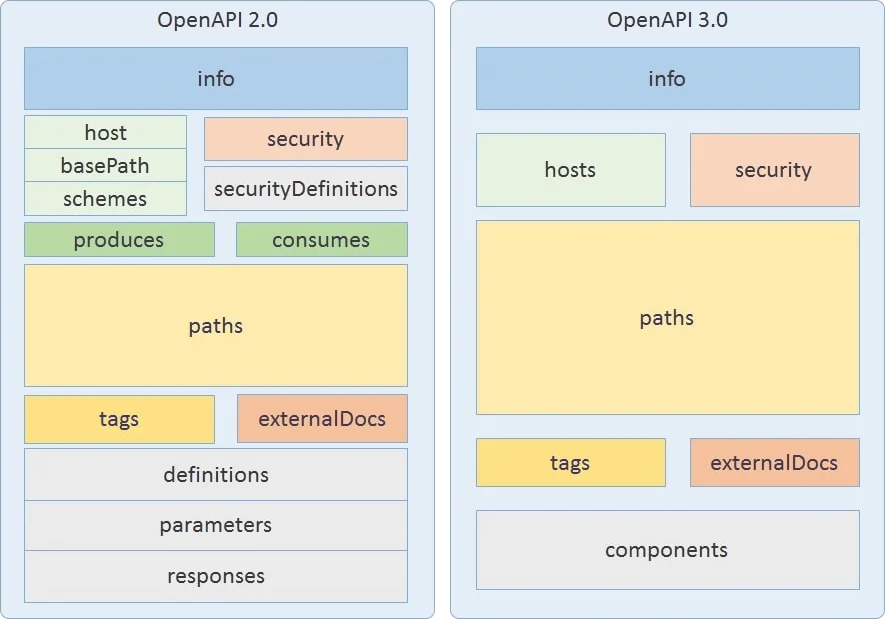 OpenAPI 2.0
info
host
basePath
schemes
security
securityDefinitions
produces
consumes
paths
tags
externalDocs
definitions
parameters
responses
OpenAPI 3.0
info
hosts
security
paths
tags
externalDocs
components